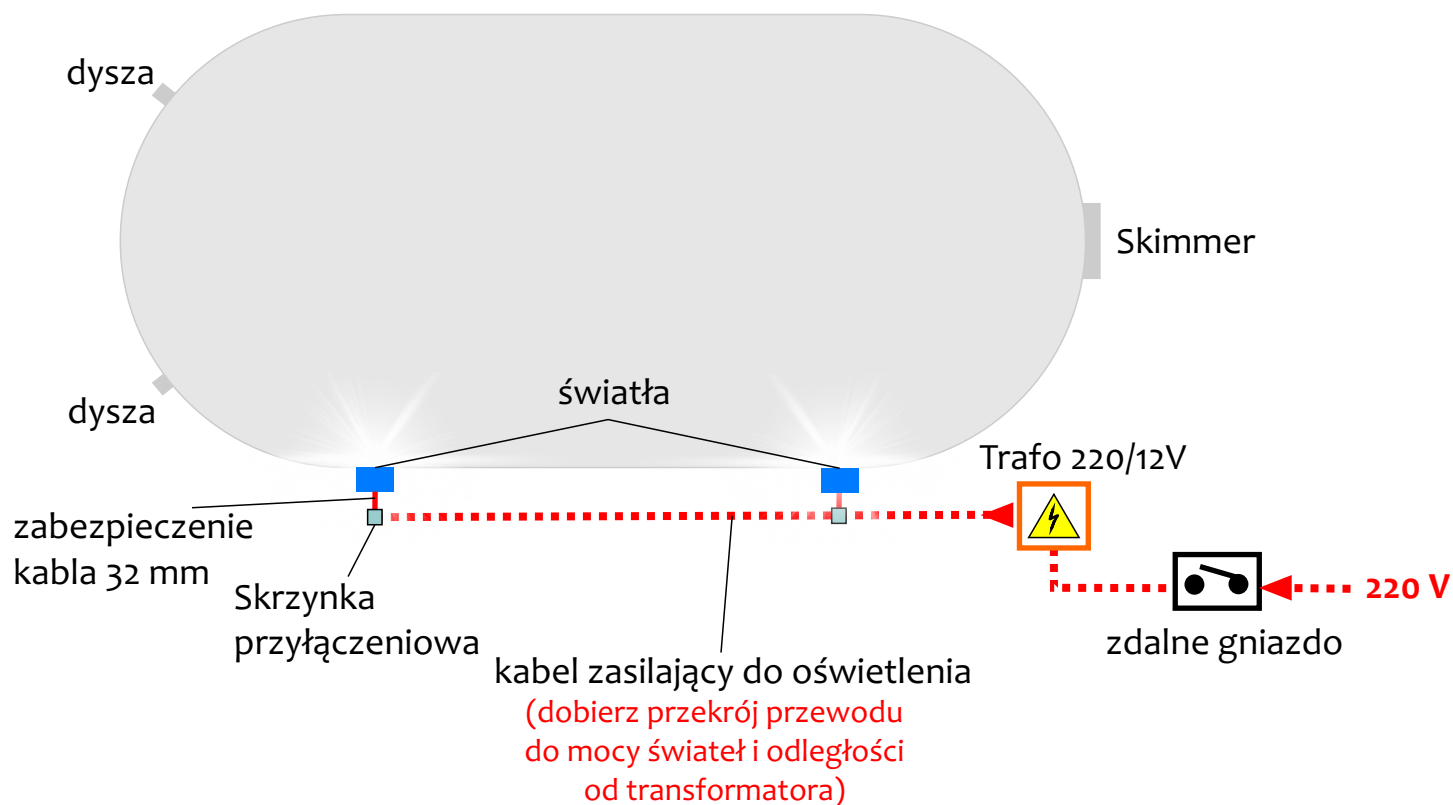 dysza
Skimmer
światła
dysza
Trafo 220/12V
zabezpieczenie
kabla 32 mm
Skrzynka
przyłączeniowa
220 V
zdalne gniazdo
kabel zasilający do oświetlenia
(dobierz przekrój przewodu
do mocy świateł i odległości
od transformatora)